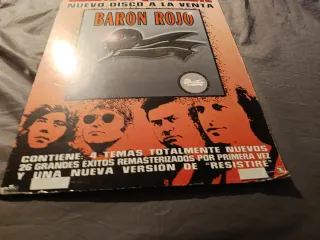 NUEVO DISCO A LA VENTA
BARON ROJO
CONTIENE: 4 TEMAS TOTALMENTE NUEVOS
26 GRANDES EXITOS REMASTERIZADOS POR PRIMERA VEZ
Y UNA NUEVA VERSION DE "RESISTIRE"